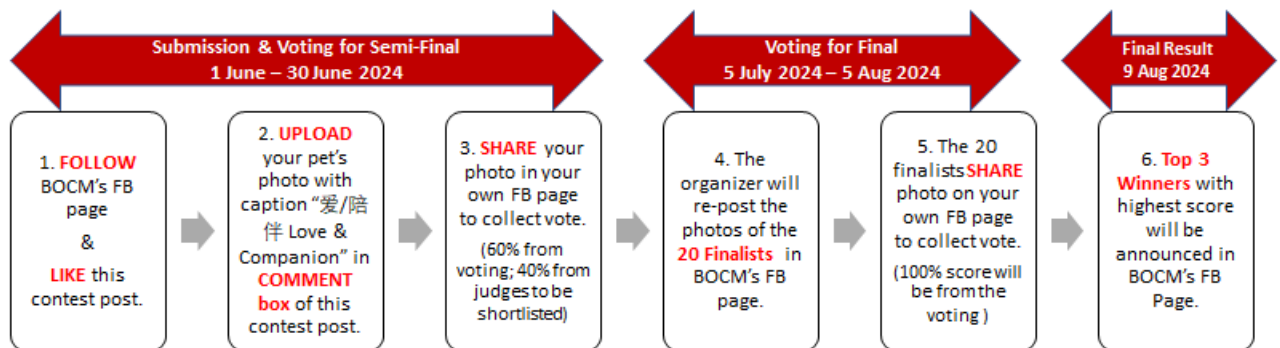 Submission & Voting for Semi-Final
1 June – 30 June 2024
Voting for Final
5 July 2024 – 5 Aug 2024
Final Result
9 Aug 2024
1. FOLLOW
BOCM's FB
page
&
LIKE this
contest post.
2. UPLOAD
your pet's
photo with
caption "爱/陪
伴 Love &
Companion" in
COMMENT
box of this
contest post.
3. SHARE your
photo in your
own FB page
to collect vote.
(60% from
voting; 40% from
judges to be
shortlisted)
4. The
organizer will
re-post the
photos of the
20 Finalists in
BOCM's FB
page.
5. The 20
finalists SHARE
photo on your
own FB page
to collect vote.
(100% score will
be from the
voting )
6. Top 3
Winners with
highest score
will be
announced in
BOCM's FB
Page.